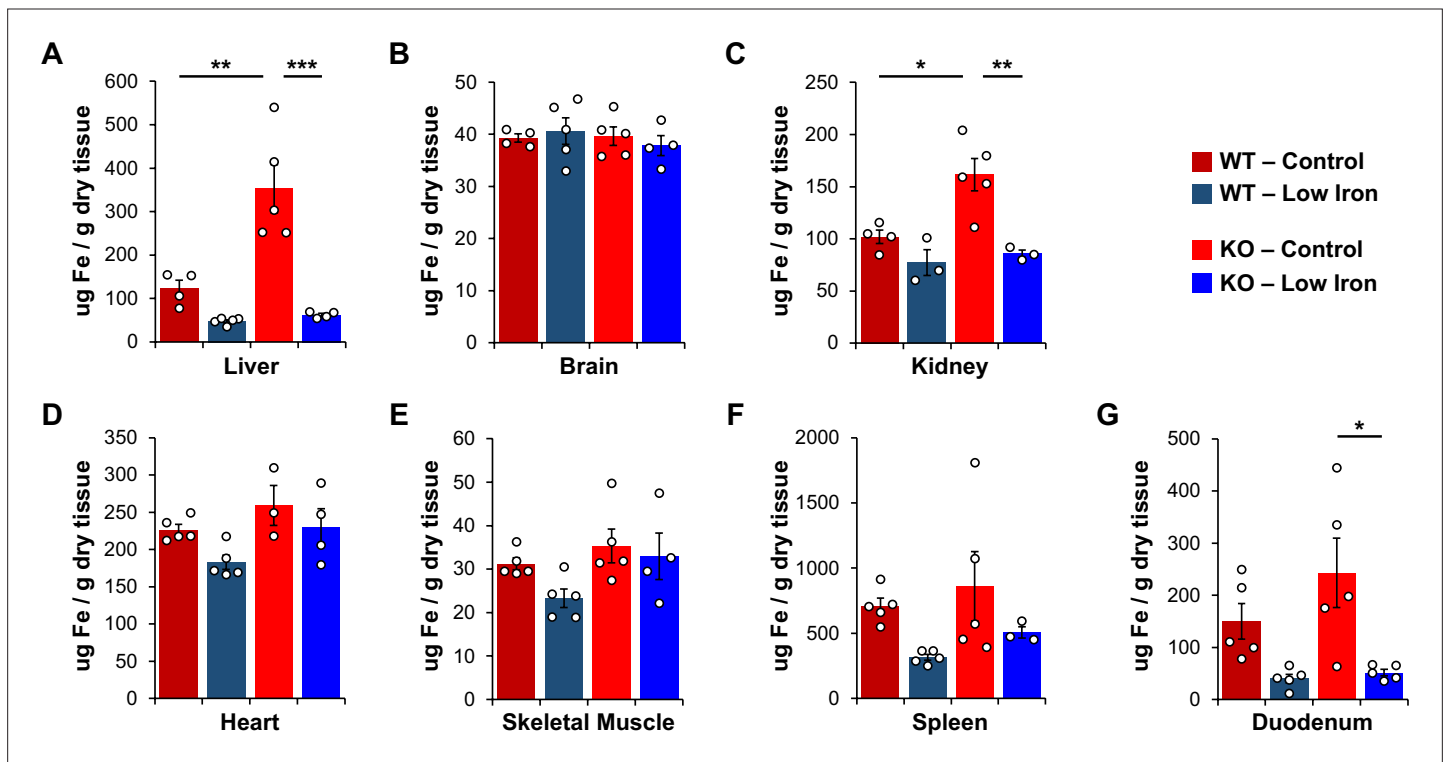 A
** ***
ug Fe / g dry tissue
600
500
400
300
200
100
0
Liver
B
ug Fe / g dry tissue
50
40
30
20
10
0
Brain
C
* **
ug Fe / g dry tissue
250
200
150
100
50
0
Kidney
WT – Control
WT – Low Iron
KO – Control
KO – Low Iron
D
ug Fe / g dry tissue
350
300
250
200
150
100
50
0
Heart
E
ug Fe / g dry tissue
60
50
40
30
20
10
0
Skeletal Muscle
F
ug Fe / g dry tissue
2000
1500
1000
500
0
Spleen
G
*
ug Fe / g dry tissue
500
400
300
200
100
0
Duodenum